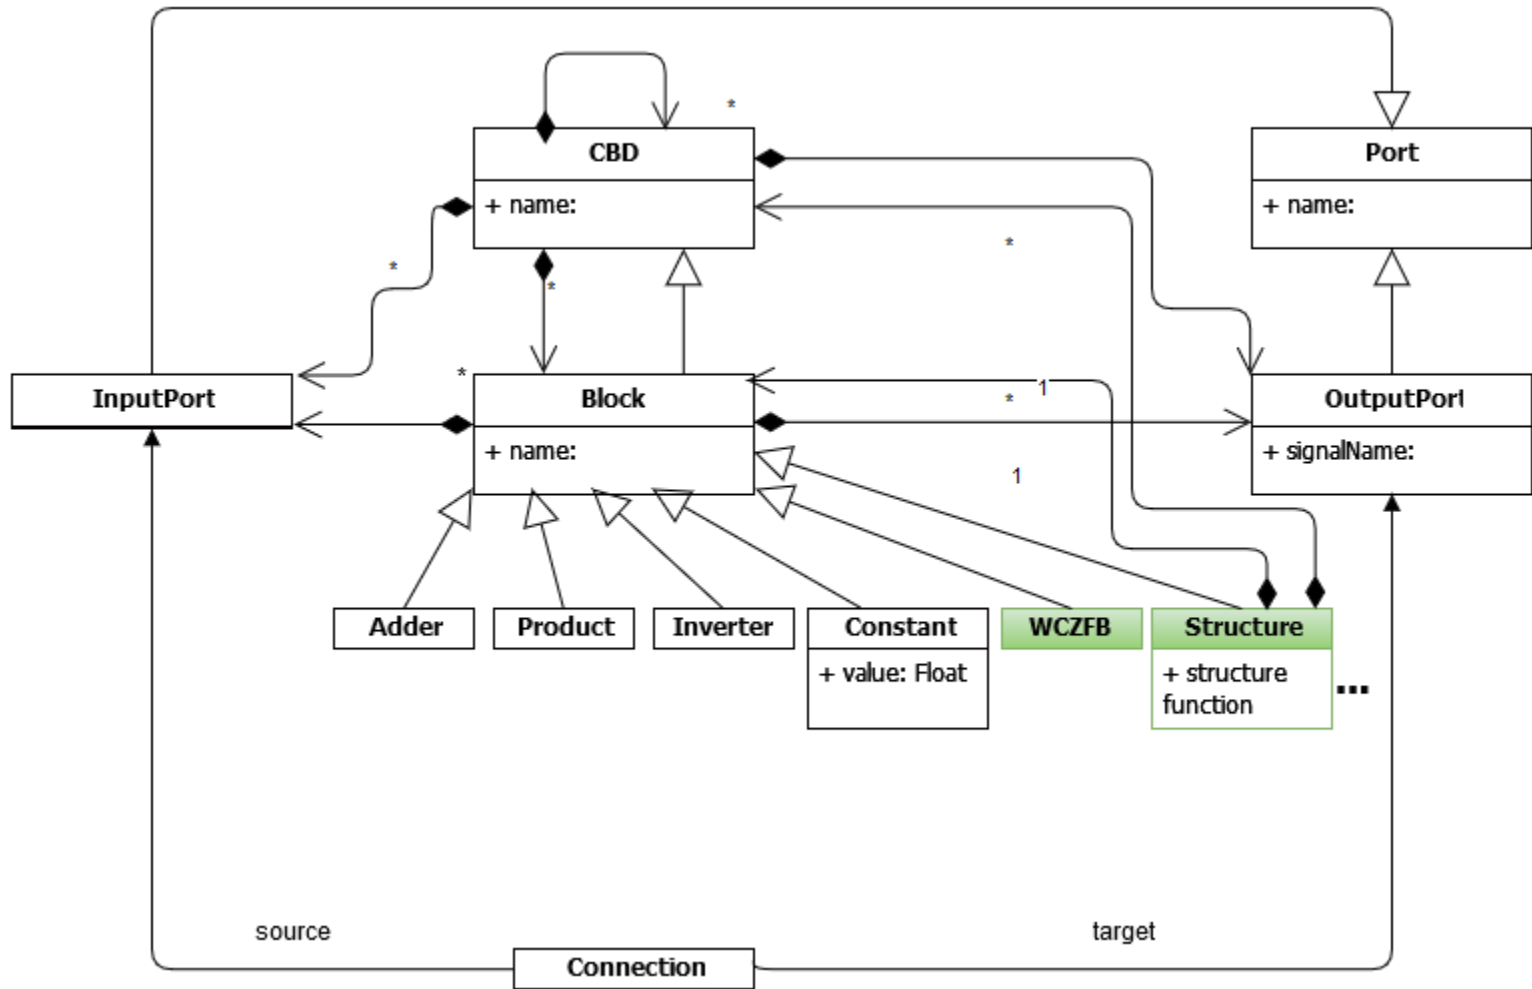 *
CBD
Port
+ name:
+ name:
*
*
*
*
InputPort
Block
*
1
OutputPort
+ name:
+ signalName:
1
Adder
Product
Inverter
Constant
WCZFB
Structure
+ value: Float
+ structure
function
...
source
target
Connection